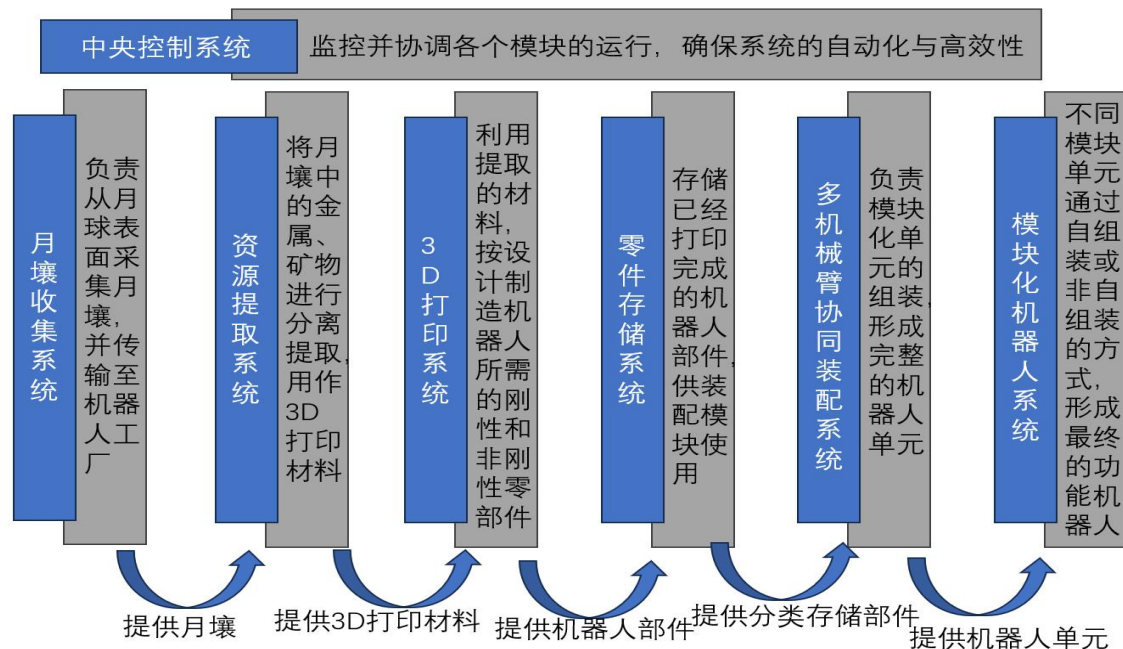 中央控制系统
监控并协调各个模块的运行，确保系统的自动化与高效性
月壤收集系统
负责
从月
球表
面采
集月
壤，
并传
输至
机器
人工
厂
资源提取系统
将月
壤中
的金
属、
矿物
进行
分离
提取，
用作
3D
打印
材料
3D打印系统
利用
提取
的材
料，
按设
计制
造机
器人
所需
的刚
性和
非刚
性零
部件
零件存储系统
存储
已经
打印
完成
的机
器人
部件，
供装
配模
块使
用
多机械臂协同装配系统
负责
模块
化单
元的
组装，
形成
完整
的机
器人
单元
模块化机器人系统
不同
模块
单元
通过
自组
装或
非自
组装
的方
式，
形成
最终
的功
能机
器人
提供月壤
提供3D打印材料
提供机器人部件
提供分类存储部件
提供机器人单元